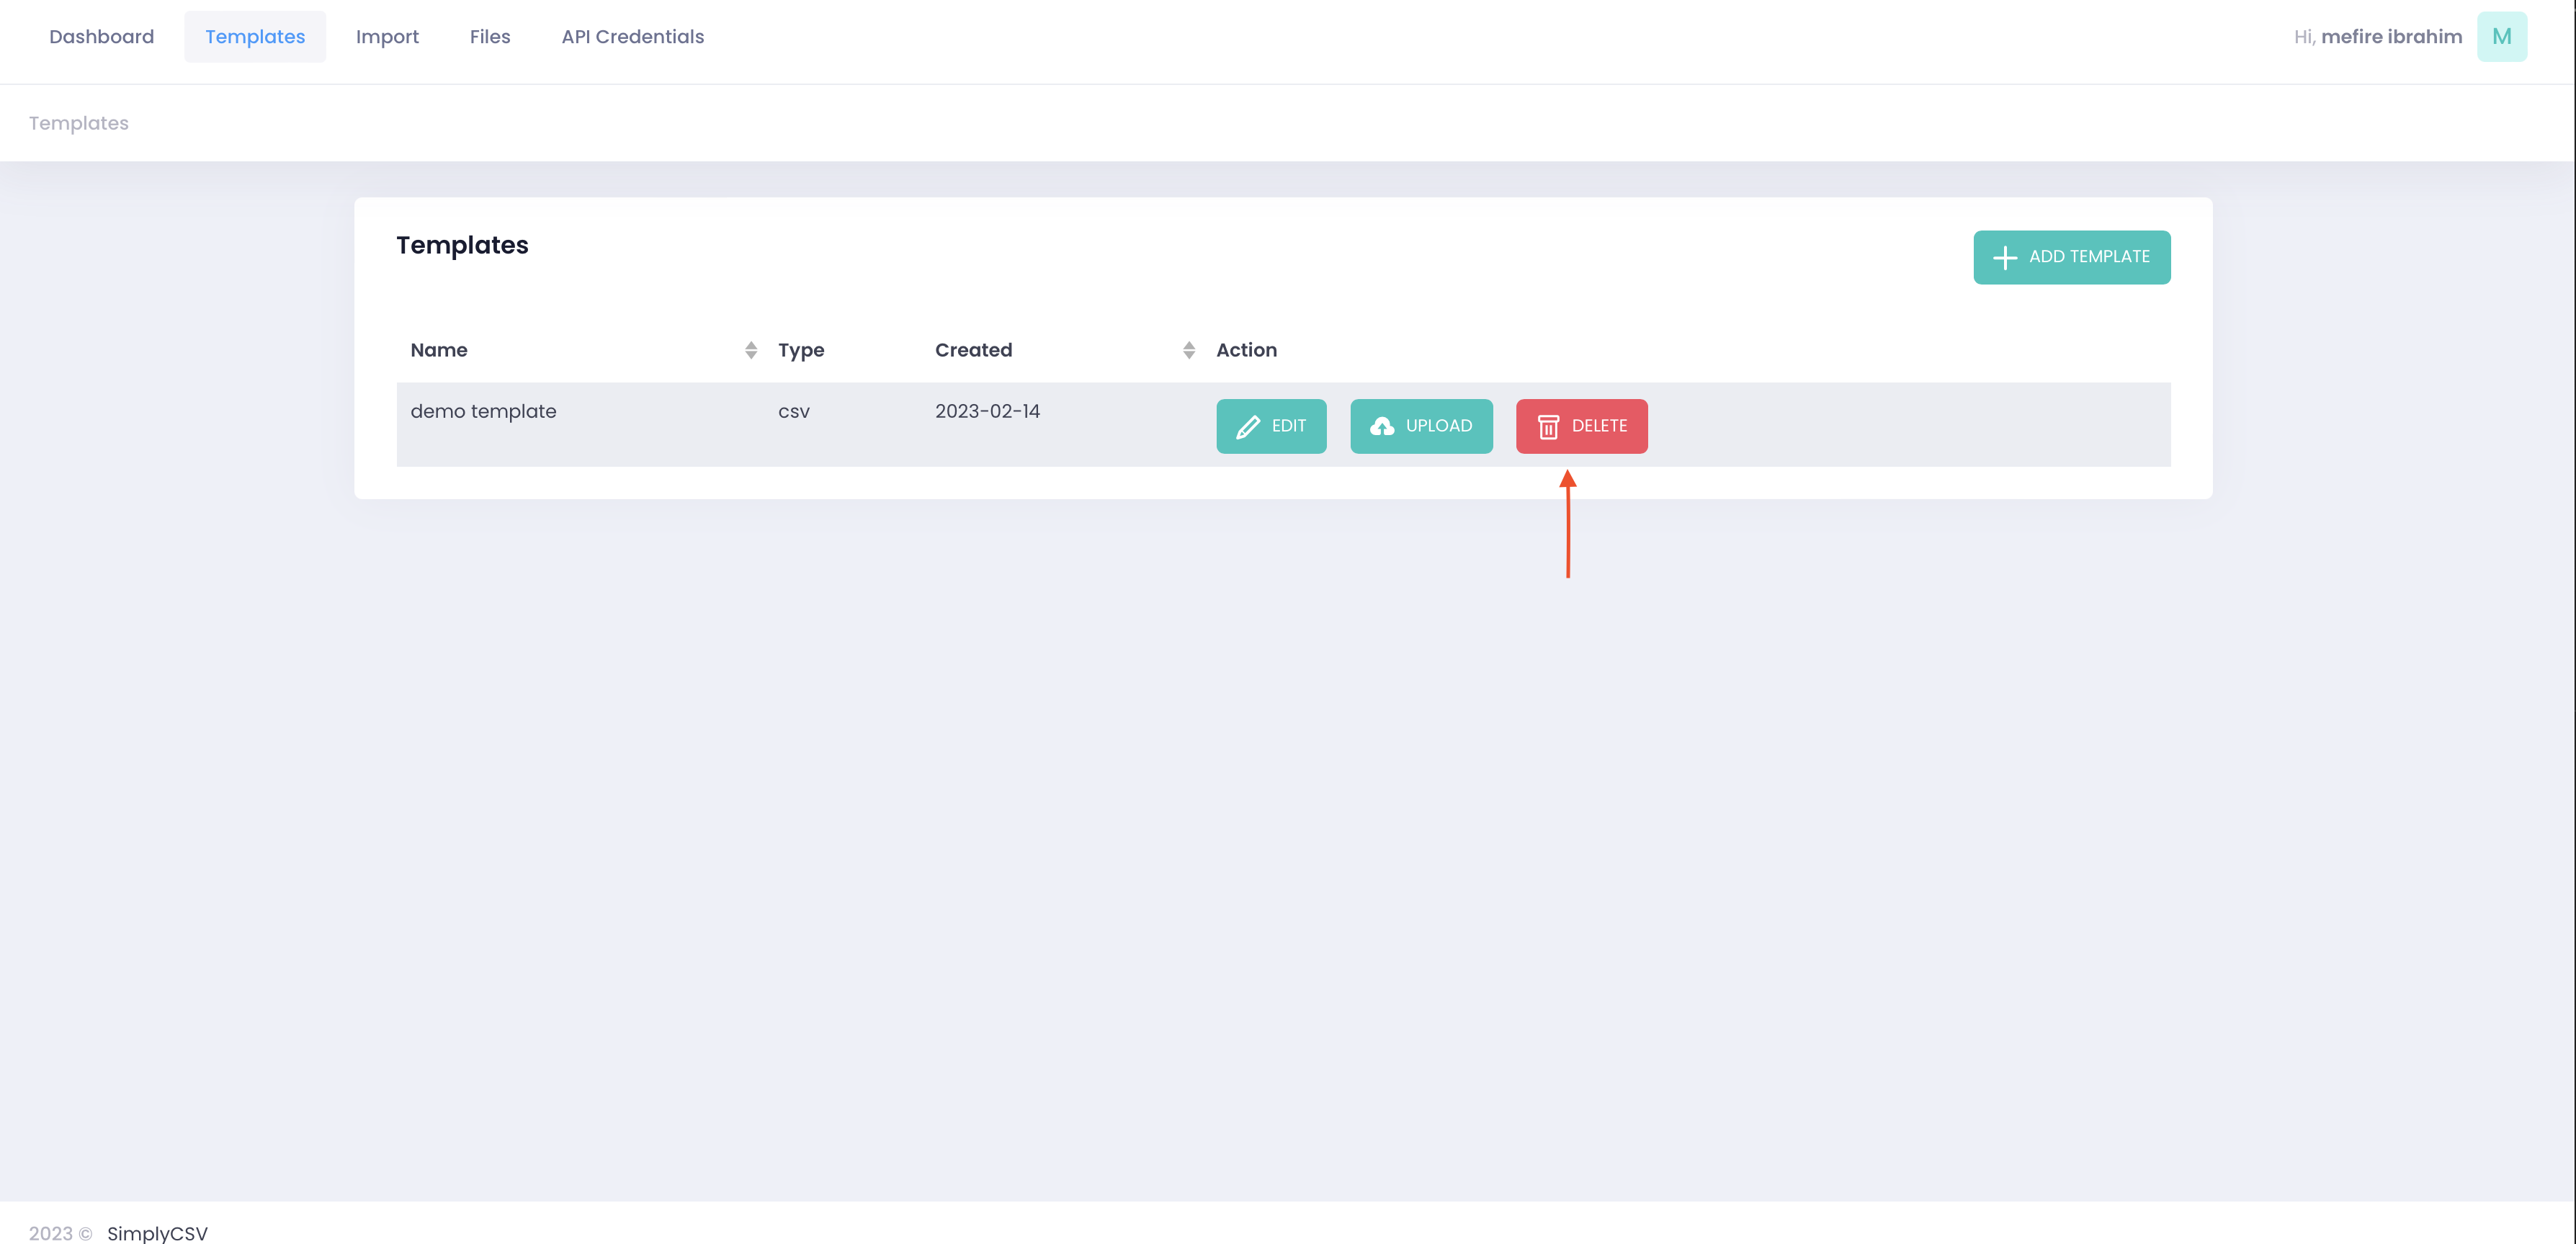 Dashboard Templates Import Files API Credentials Hi, mefire ibrahim M
Templates
Templates ADD TEMPLATE
Name Type Created Action
demo template csv 2023-02-14 EDIT UPLOAD DELETE
2023 © SimplyCSV